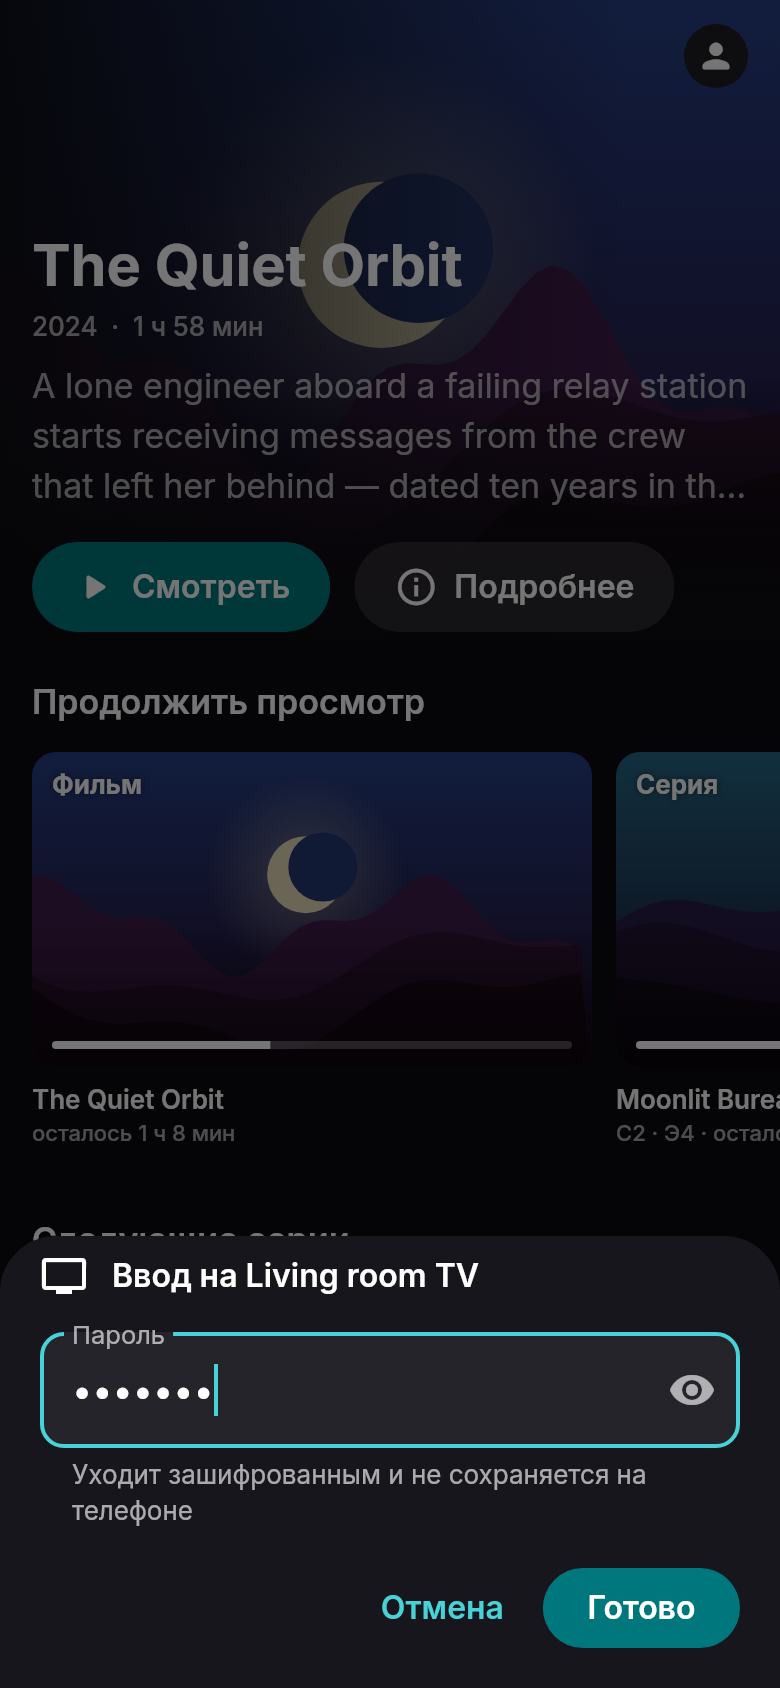 The Quiet Orbit
2024 · 1 ч 58 мин
A lone engineer aboard a failing relay station
starts receiving messages from the crew
that left her behind — dated ten years in th...
Смотреть
Подробнее
Продолжить просмотр
Фильм
Серия
The Quiet Orbit
Moonlit Burea
осталось 1 ч 8 мин
С2 · Э4 · остало
Следующие серии
Ввод на Living room TV
Пароль
•••••••
Уходит зашифрованным и не сохраняется на
телефоне
Отмена
Готово